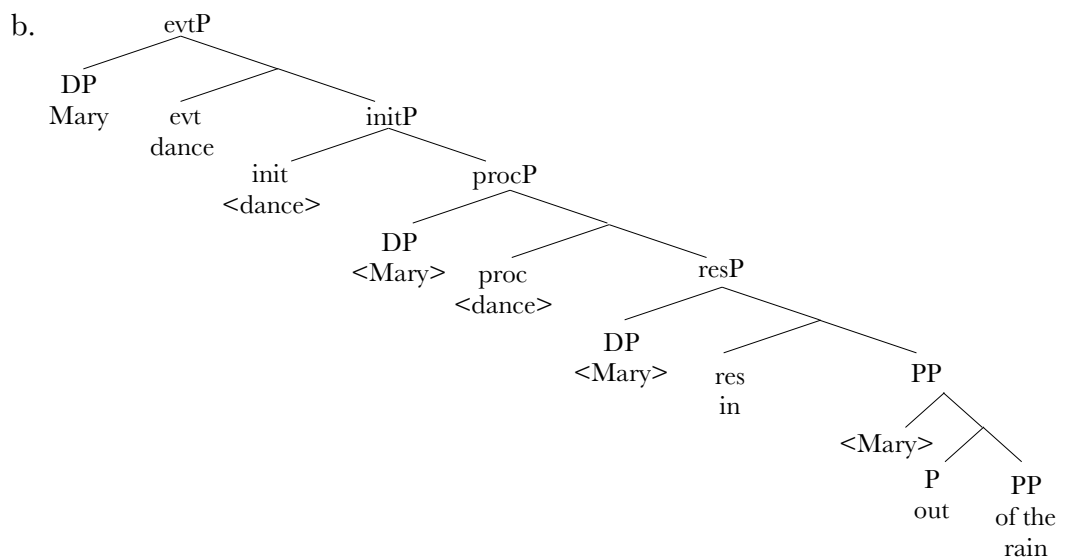 b.
evtP
DP
Mary
evt
dance
initP
init
<dance>
procP
DP
<Mary>
proc
<dance>
resP
DP
<Mary>
res
in
PP
<Mary>
P
out
PP
of the
rain